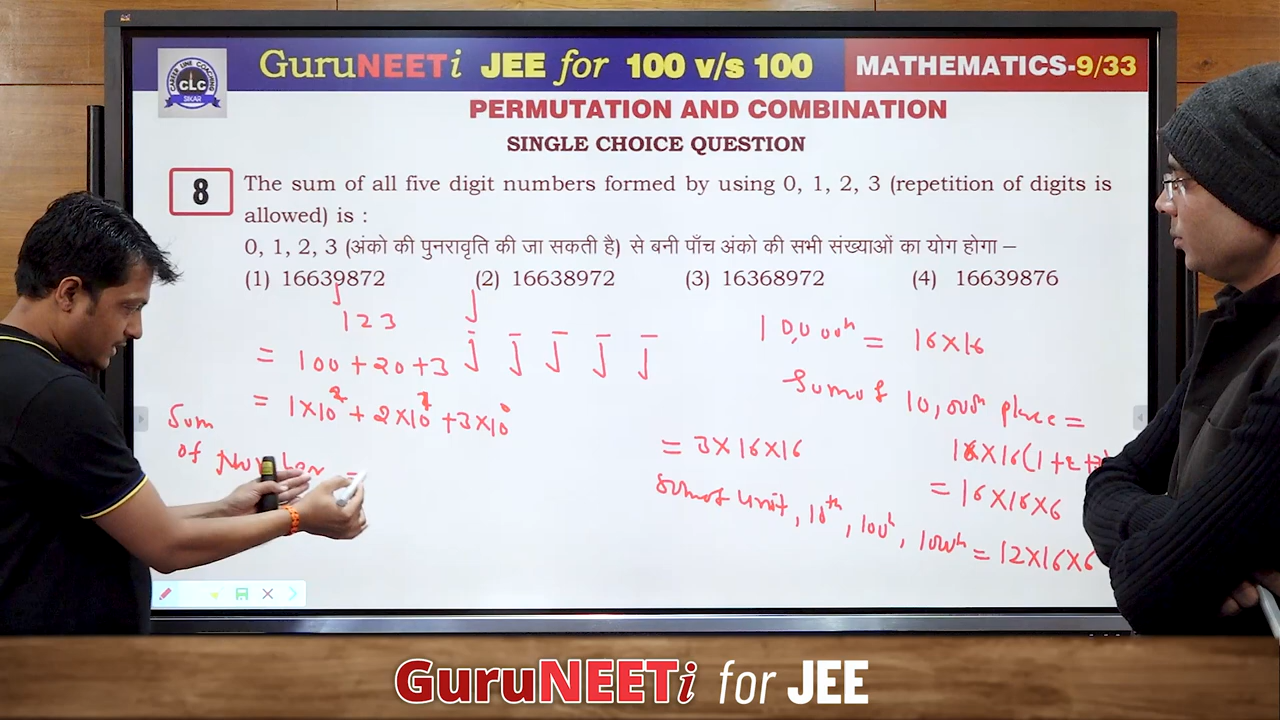 GuruNEETi JEE for 100 v/s 100
MATHEMATICS-9/33
CAREER LINE COACHING
CLC
SIKAR
PERMUTATION AND COMBINATION
SINGLE CHOICE QUESTION
8
The sum of all five digit numbers formed by using 0, 1, 2, 3 (repetition of digits is
allowed) is :
0, 1, 2, 3 (अंको की पुनरावृति की जा सकती है) से बनी पाँच अंको की सभी संख्याओं का योग होगा –
(1) 16639872 (2) 16638972 (3) 16368972 (4) 16639876
123
= 100 + 20 + 3
= 1×10² + 2×10¹ + 3×10⁰
Sum
of Number
10,000th = 16×16
Sum of 10,000th place =
= 3×16×16
16×16(1+2+3)
= 16×16×6
Sum of unit, 10th, 100th, 1000th = 12×16×6
GuruNEETi for JEE